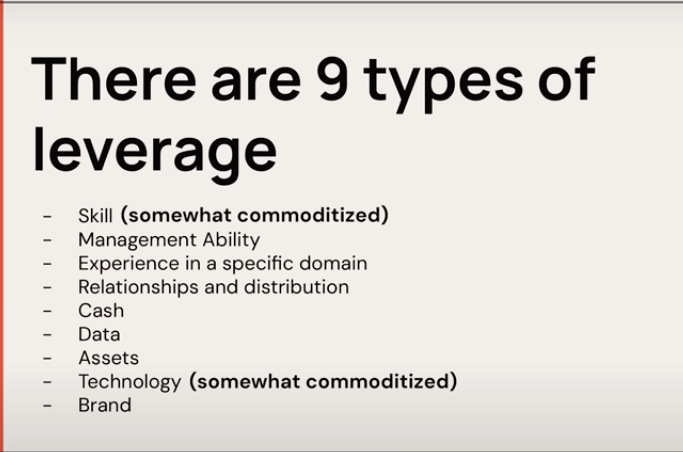 There are 9 types of
leverage
- Skill (somewhat commoditized)
- Management Ability
- Experience in a specific domain
- Relationships and distribution
- Cash
- Data
- Assets
- Technology (somewhat commoditized)
- Brand